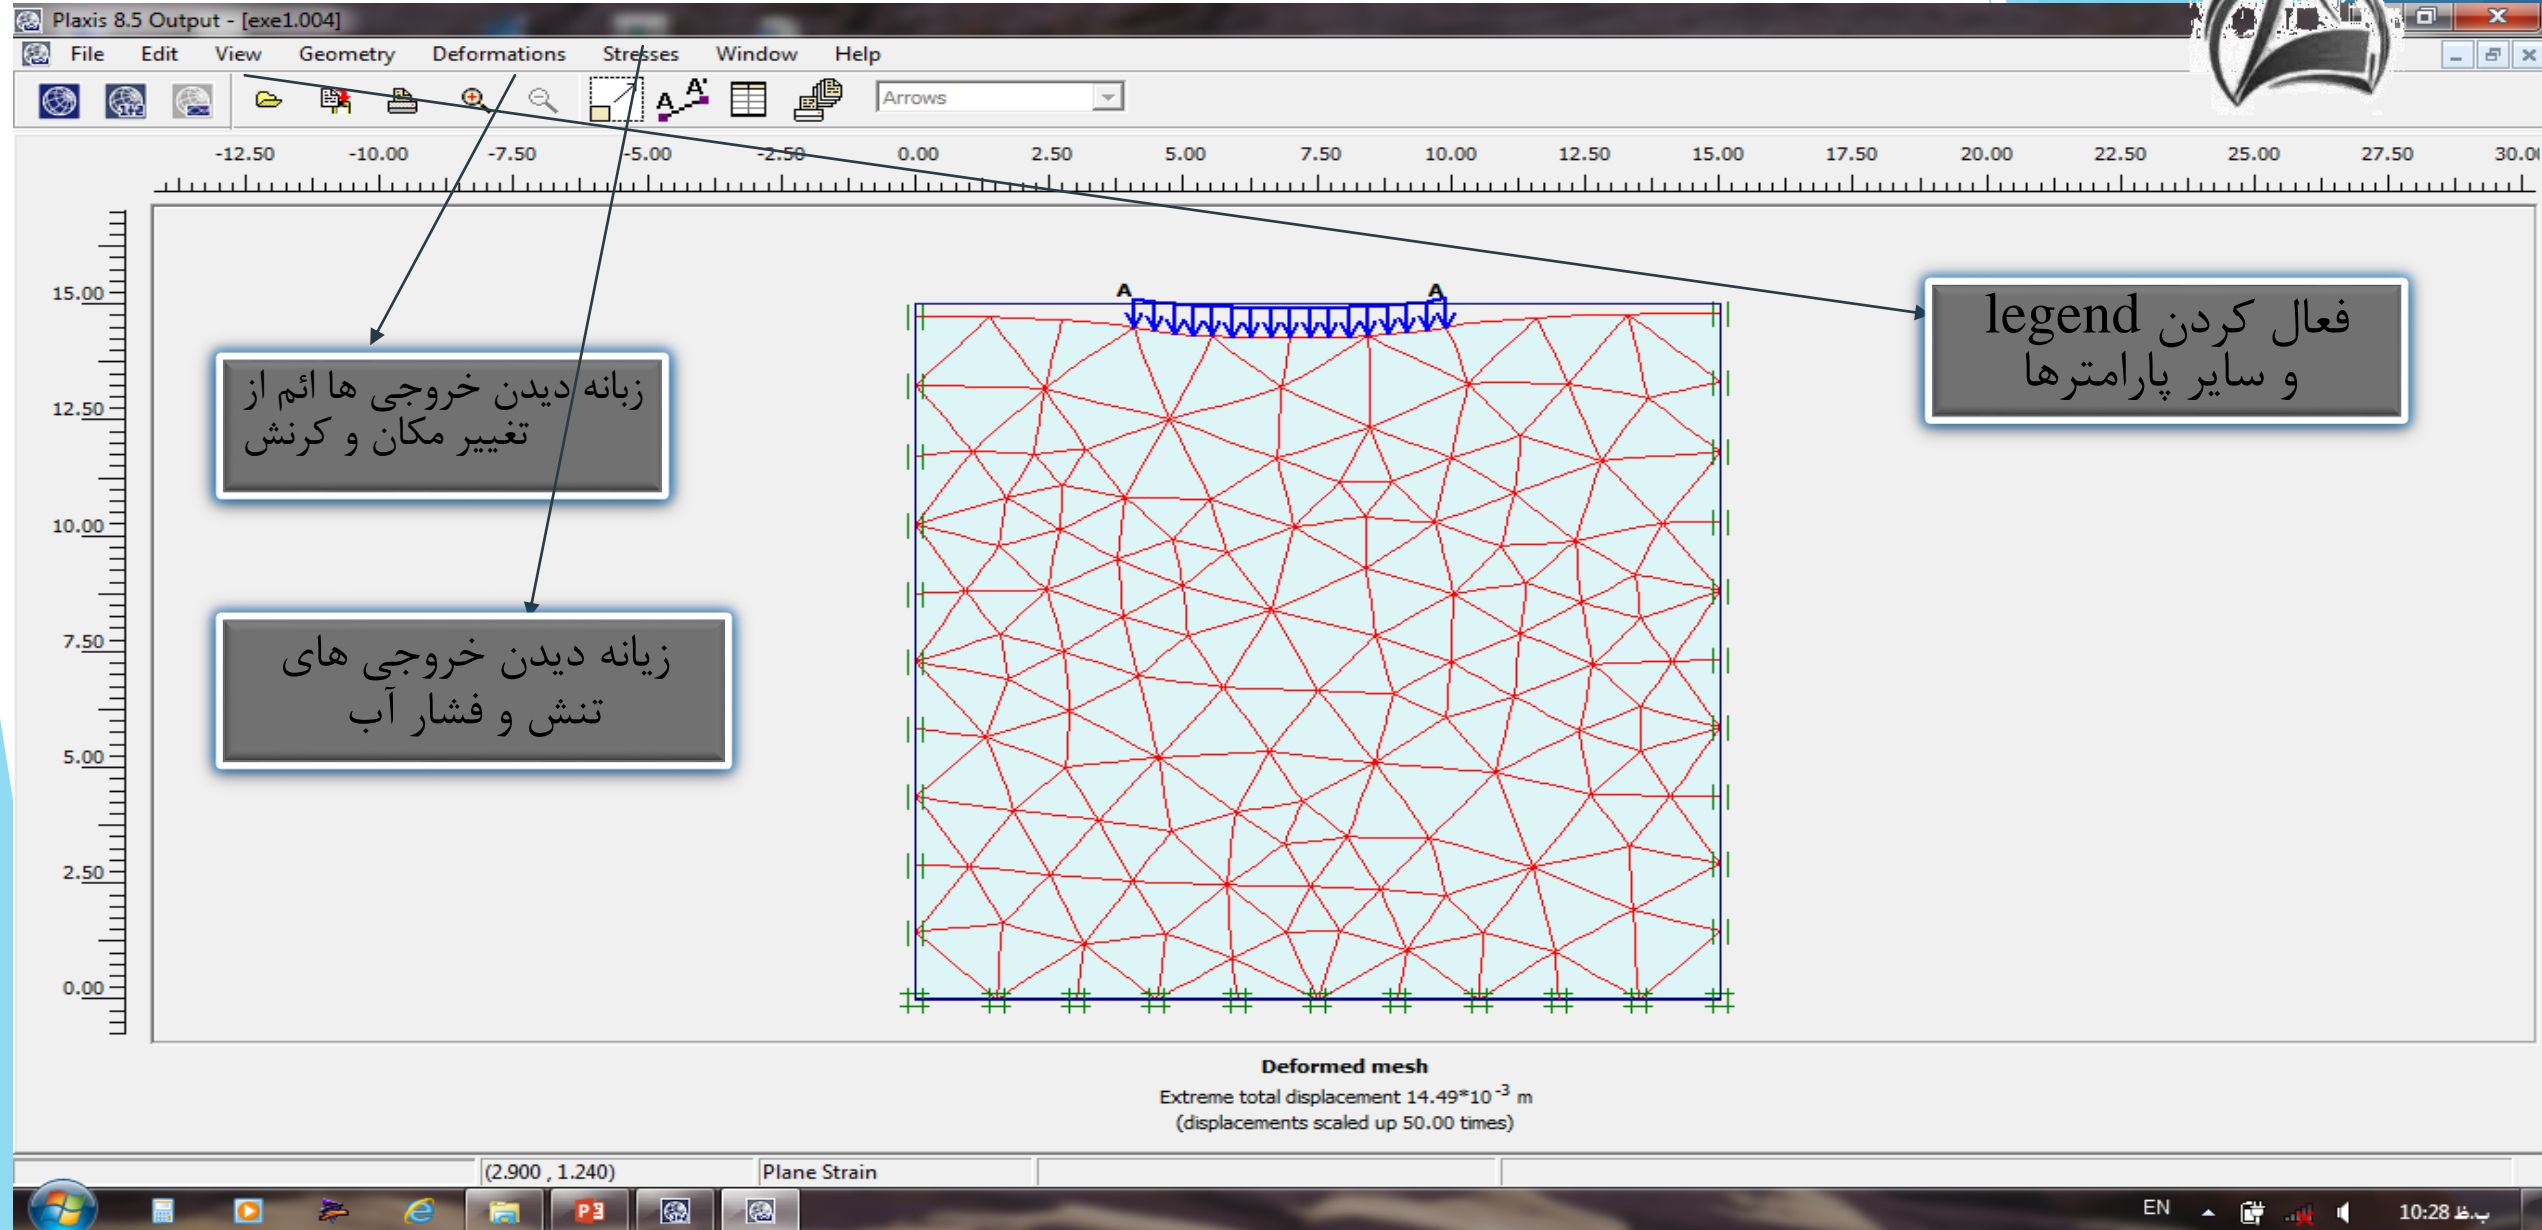 Plaxis 8.5 Output - [exe1.004]
File Edit View Geometry Deformations Stresses Window Help
Arrows
-12.50 -10.00 -7.50 -5.00 -2.50 0.00 2.50 5.00 7.50 10.00 12.50 15.00 17.50 20.00 22.50 25.00 27.50 30.0
15.00
12.50
10.00
7.50
5.00
2.50
0.00
A A
فعال کردن legend
و سایر پارامترها
زبانه دیدن خروجی ها ائم از
تغییر مکان و کرنش
زیانه دیدن خروجی های
تنش و فشار آب
Deformed mesh
Extreme total displacement 14.49*10⁻³ m
(displacements scaled up 50.00 times)
(2.900 , 1.240) Plane Strain
EN 10:28 ب.ظ